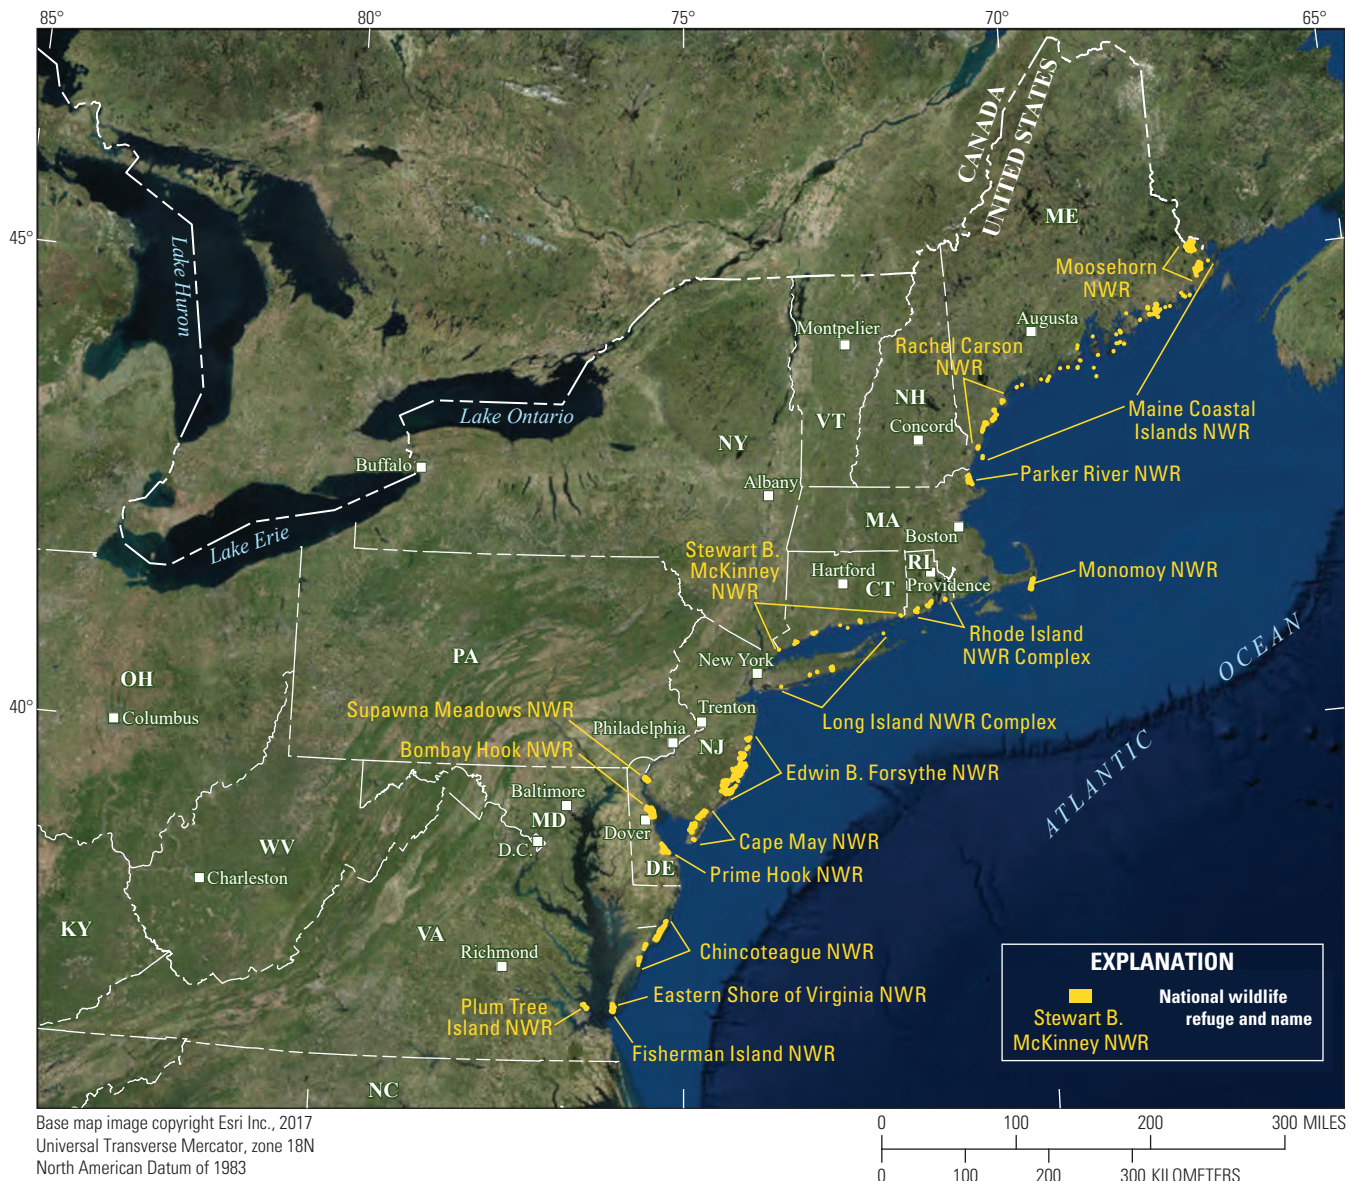 85°
80°
75°
70°
65°
45°
40°
CANADA
UNITED STATES
ME
Lake Huron
Moosehorn
NWR
Augusta
Montpelier
Rachel Carson
NWR
NH
VT
Concord
Lake Ontario
NY
Maine Coastal
Islands NWR
Buffalo
Parker River NWR
Albany
MA
Boston
Lake Erie
Stewart B.
McKinney
NWR
Hartford
CT
RI
Providence
Monomoy NWR
Rhode Island
NWR Complex
OCEAN
PA
New York
OH
Columbus
Supawna Meadows NWR
Trenton
Long Island NWR Complex
Philadelphia
NJ
Bombay Hook NWR
Edwin B. Forsythe NWR
ATLANTIC
Baltimore
MD
Dover
D.C.
WV
Cape May NWR
DE
Prime Hook NWR
Charleston
KY
VA
Richmond
Chincoteague NWR
Eastern Shore of Virginia NWR
Plum Tree
Island NWR
Fisherman Island NWR
NC
EXPLANATION
National wildlife
refuge and name
Stewart B.
McKinney NWR
Base map image copyright Esri Inc., 2017
Universal Transverse Mercator, zone 18N
North American Datum of 1983
0 100 200 300 MILES
0 100 200 300 KILOMETERS